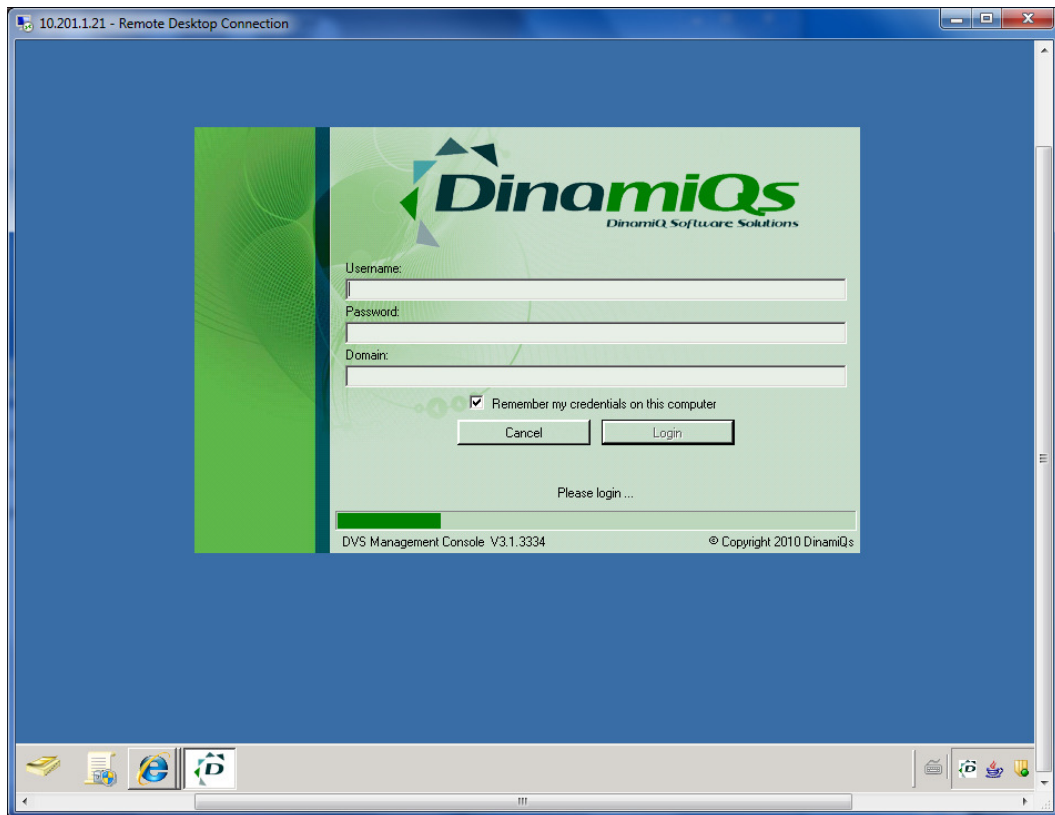 10.201.1.21 - Remote Desktop Connection
DinamiQs
DinamiQ Software Solutions
Username:
Password:
Domain:
Remember my credentials on this computer
Cancel
Login
Please login ...
DVS Management Console V3.1.3334
© Copyright 2010 DinamiQs